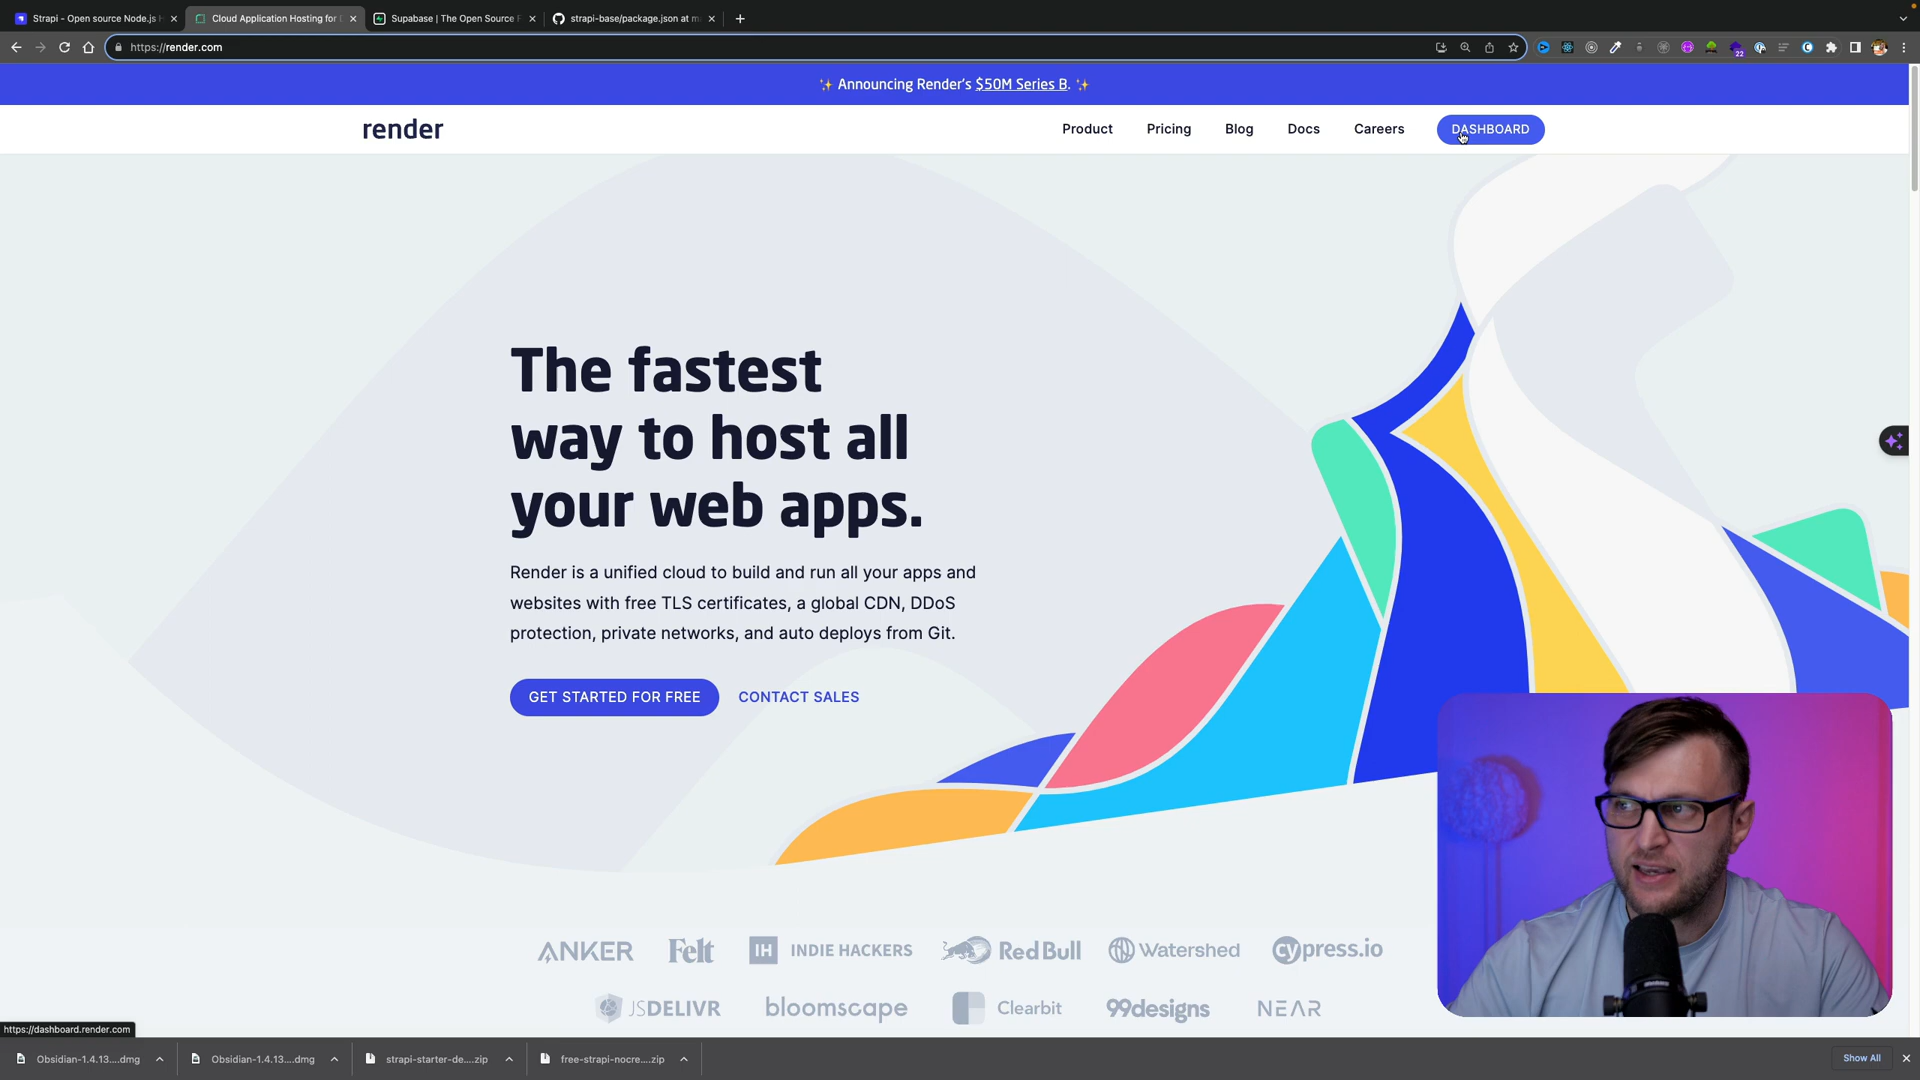 Strapi - Open source Node.js H
Cloud Application Hosting for D
Supabase | The Open Source F
strapi-base/package.json at m
https://render.com
22
✨ Announcing Render's $50M Series B. ✨
render
Product
Pricing
Blog
Docs
Careers
DASHBOARD
The fastest
way to host all
your web apps.
Render is a unified cloud to build and run all your apps and
websites with free TLS certificates, a global CDN, DDoS
protection, private networks, and auto deploys from Git.
GET STARTED FOR FREE
CONTACT SALES
ANKER
Felt
IH INDIE HACKERS
Red Bull
Watershed
cypress.io
JSDELIVR
bloomscape
Clearbit
99designs
NEAR
https://dashboard.render.com
Obsidian-1.4.13....dmg
Obsidian-1.4.13....dmg
strapi-starter-de....zip
free-strapi-nocre....zip
Show All